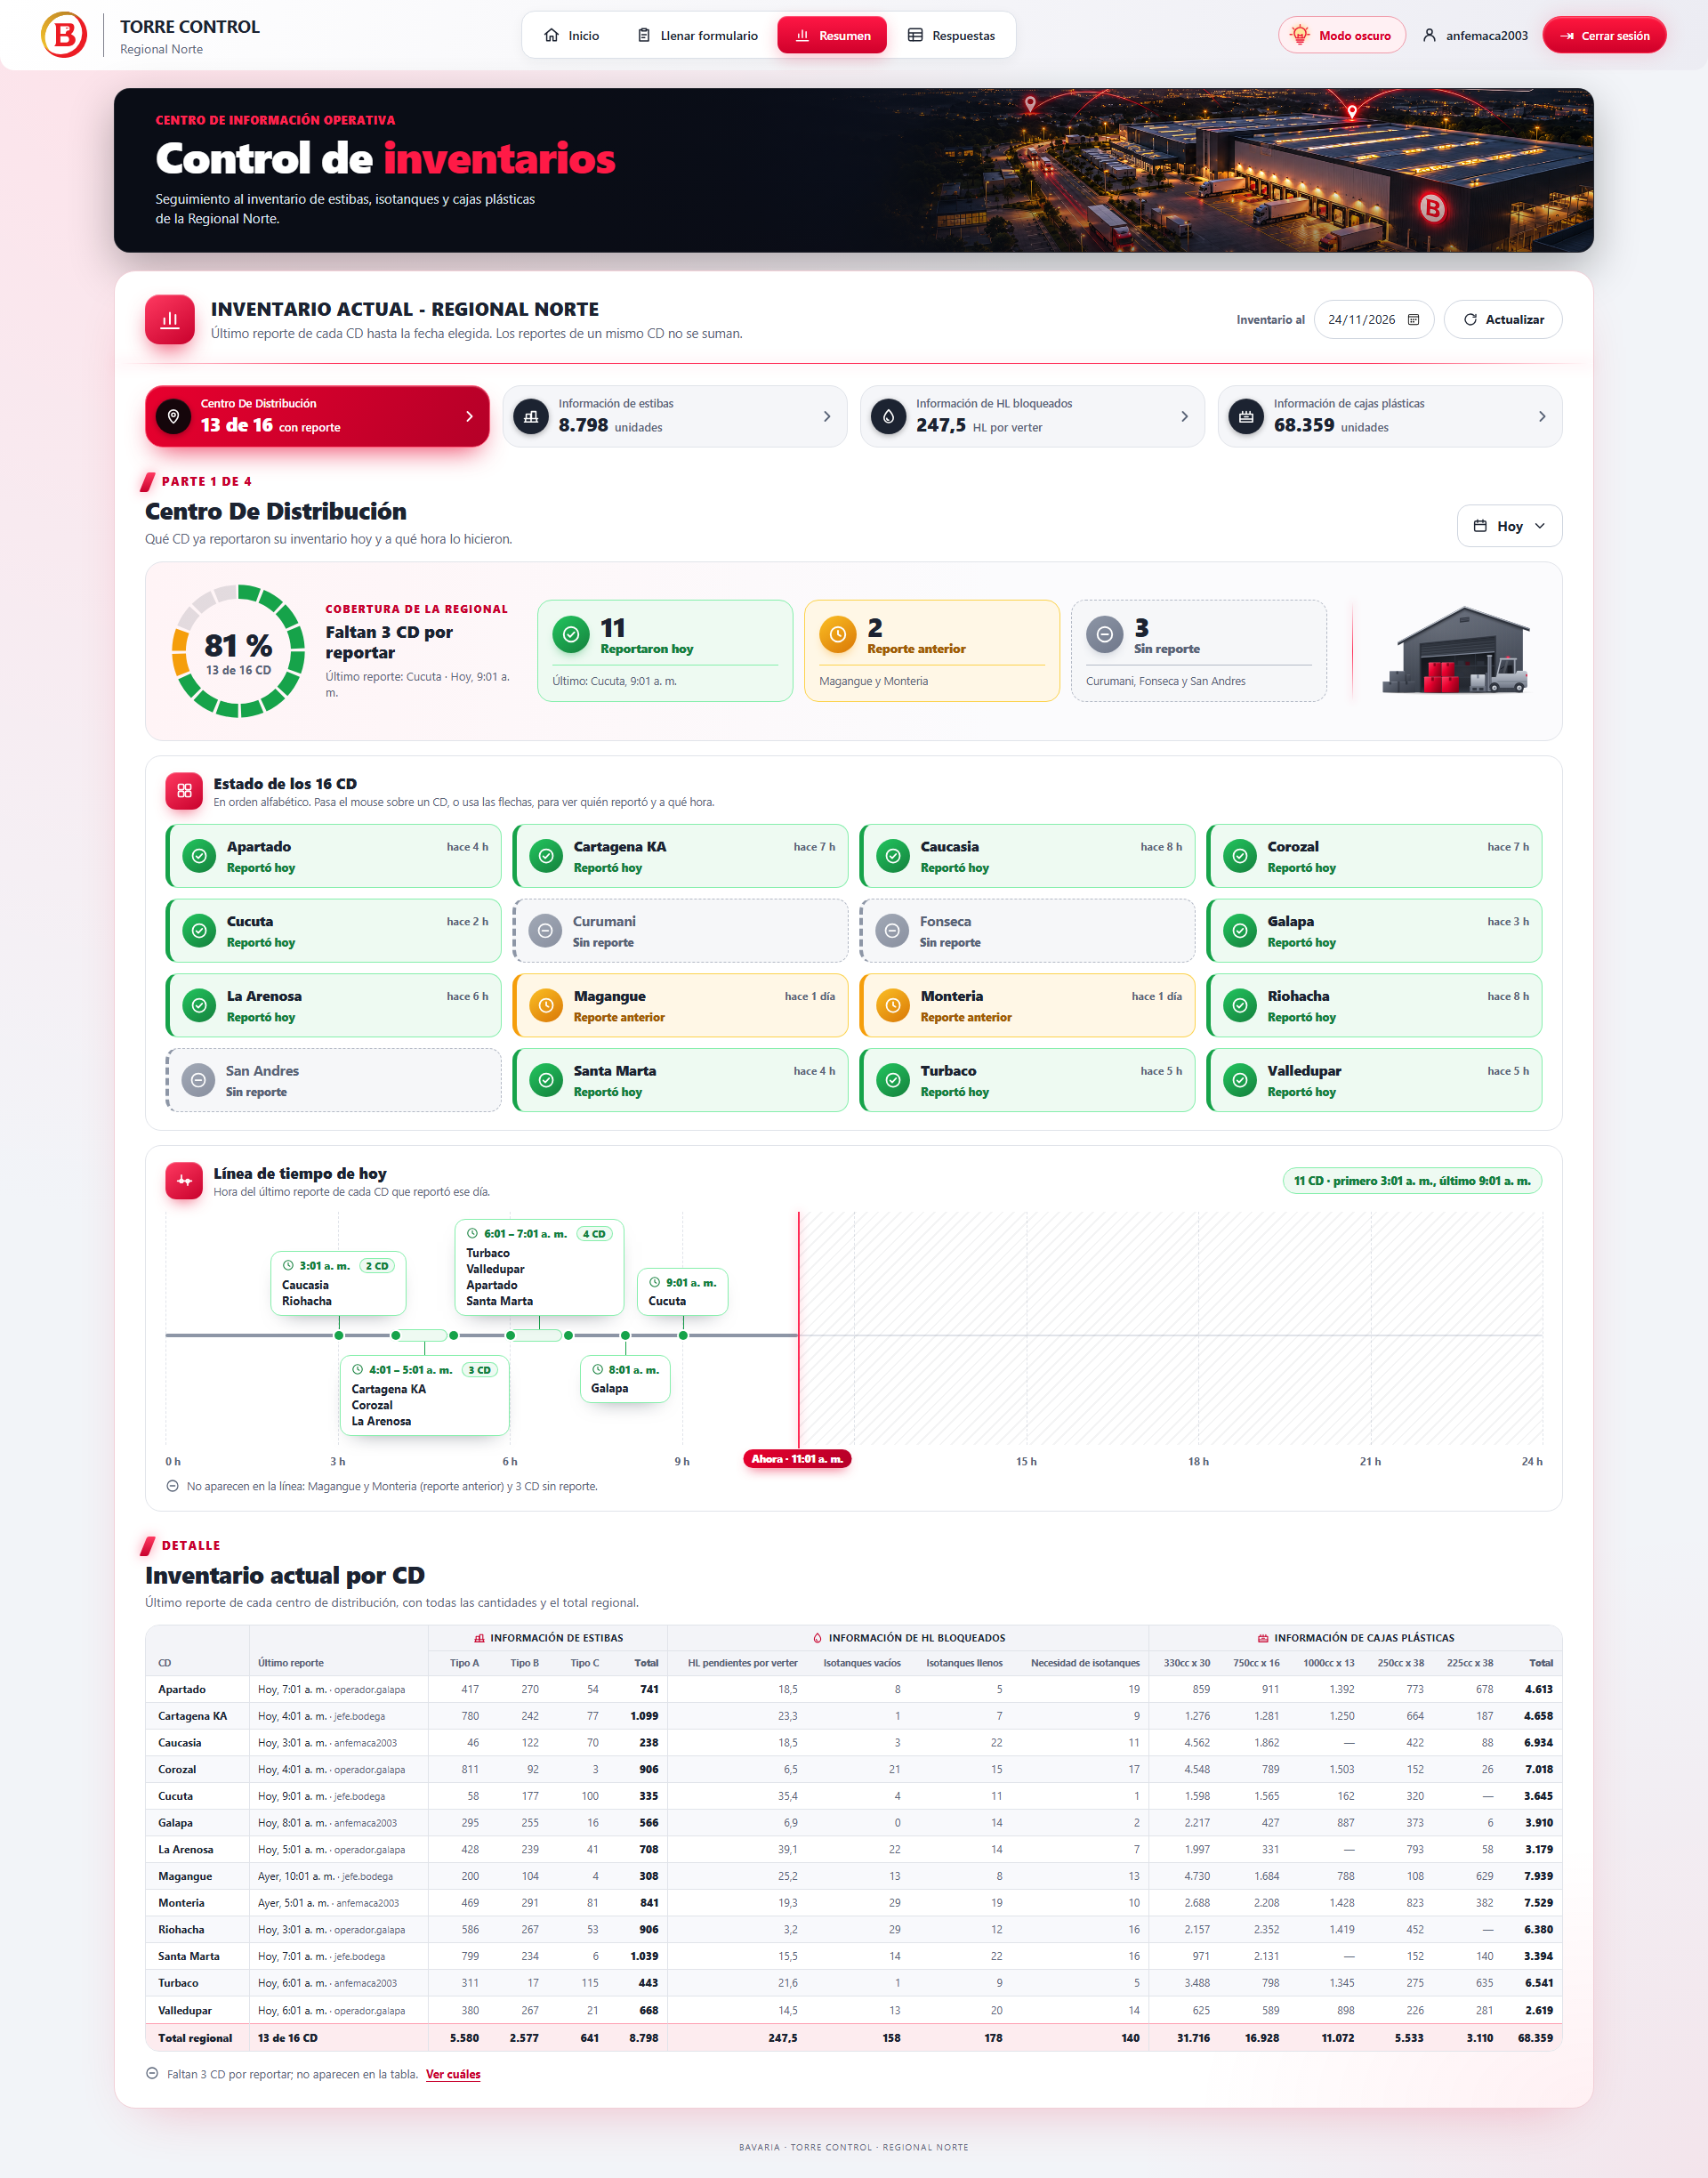 B
TORRE CONTROL
Regional Norte
Inicio
Llenar formulario
Resumen
Respuestas
Modo oscuro
anfemaca2003
Cerrar sesión
CENTRO DE INFORMACIÓN OPERATIVA
Control de inventarios
Seguimiento al inventario de estibas, isotanques y cajas plásticas
de la Regional Norte.
B
INVENTARIO ACTUAL - REGIONAL NORTE
Último reporte de cada CD hasta la fecha elegida. Los reportes de un mismo CD no se suman.
Inventario al
24/11/2026
Actualizar
Centro De Distribución
13 de 16 con reporte
Información de estibas
8.798 unidades
Información de HL bloqueados
247,5 HL por verter
Información de cajas plásticas
68.359 unidades
PARTE 1 DE 4
Centro De Distribución
Qué CD ya reportaron su inventario hoy y a qué hora lo hicieron.
Hoy
81 %
13 de 16 CD
COBERTURA DE LA REGIONAL
Faltan 3 CD por
reportar
Último reporte: Cucuta · Hoy, 9:01 a.
m.
11
Reportaron hoy
Último: Cucuta, 9:01 a. m.
2
Reporte anterior
Magangue y Monteria
3
Sin reporte
Curumani, Fonseca y San Andres
Estado de los 16 CD
En orden alfabético. Pasa el mouse sobre un CD, o usa las flechas, para ver quién reportó y a qué hora.
Apartado hace 4 h
Reportó hoy
Cartagena KA hace 7 h
Reportó hoy
Caucasia hace 8 h
Reportó hoy
Corozal hace 7 h
Reportó hoy
Cucuta hace 2 h
Reportó hoy
Curumani
Sin reporte
Fonseca
Sin reporte
Galapa hace 3 h
Reportó hoy
La Arenosa hace 6 h
Reportó hoy
Magangue hace 1 día
Reporte anterior
Monteria hace 1 día
Reporte anterior
Riohacha hace 8 h
Reportó hoy
San Andres
Sin reporte
Santa Marta hace 4 h
Reportó hoy
Turbaco hace 5 h
Reportó hoy
Valledupar hace 5 h
Reportó hoy
Línea de tiempo de hoy
Hora del último reporte de cada CD que reportó ese día.
11 CD · primero 3:01 a. m., último 9:01 a. m.
3:01 a. m. 2 CD
Caucasia
Riohacha
6:01 – 7:01 a. m. 4 CD
Turbaco
Valledupar
Apartado
Santa Marta
9:01 a. m.
Cucuta
4:01 – 5:01 a. m. 3 CD
Cartagena KA
Corozal
La Arenosa
8:01 a. m.
Galapa
0 h 3 h 6 h 9 h Ahora · 11:01 a. m. 15 h 18 h 21 h 24 h
No aparecen en la línea: Magangue y Monteria (reporte anterior) y 3 CD sin reporte.
DETALLE
Inventario actual por CD
Último reporte de cada centro de distribución, con todas las cantidades y el total regional.
INFORMACIÓN DE ESTIBAS INFORMACIÓN DE HL BLOQUEADOS INFORMACIÓN DE CAJAS PLÁSTICAS
CD Último reporte Tipo A Tipo B Tipo C Total HL pendientes por verter Isotanques vacíos Isotanques llenos Necesidad de isotanques 330cc x 30 750cc x 16 1000cc x 13 250cc x 38 225cc x 38 Total
Apartado Hoy, 7:01 a. m. · operador.galapa 417 270 54 741 18,5 8 5 19 859 911 1.392 773 678 4.613
Cartagena KA Hoy, 4:01 a. m. · jefe.bodega 780 242 77 1.099 23,3 1 7 9 1.276 1.281 1.250 664 187 4.658
Caucasia Hoy, 3:01 a. m. · anfemaca2003 46 122 70 238 18,5 3 22 11 4.562 1.862 — 422 88 6.934
Corozal Hoy, 4:01 a. m. · operador.galapa 811 92 3 906 6,5 21 15 17 4.548 789 1.503 152 26 7.018
Cucuta Hoy, 9:01 a. m. · jefe.bodega 58 177 100 335 35,4 4 11 1 1.598 1.565 162 320 — 3.645
Galapa Hoy, 8:01 a. m. · anfemaca2003 295 255 16 566 6,9 0 14 2 2.217 427 887 373 6 3.910
La Arenosa Hoy, 5:01 a. m. · operador.galapa 428 239 41 708 39,1 22 14 7 1.997 331 — 793 58 3.179
Magangue Ayer, 10:01 a. m. · jefe.bodega 200 104 4 308 25,2 13 8 13 4.730 1.684 788 108 629 7.939
Monteria Ayer, 5:01 a. m. · anfemaca2003 469 291 81 841 19,3 29 19 10 2.688 2.208 1.428 823 382 7.529
Riohacha Hoy, 3:01 a. m. · operador.galapa 586 267 53 906 3,2 29 12 16 2.157 2.352 1.419 452 — 6.380
Santa Marta Hoy, 7:01 a. m. · jefe.bodega 799 234 6 1.039 15,5 14 22 16 971 2.131 — 152 140 3.394
Turbaco Hoy, 6:01 a. m. · anfemaca2003 311 17 115 443 21,6 1 9 5 3.488 798 1.345 275 635 6.541
Valledupar Hoy, 6:01 a. m. · operador.galapa 380 267 21 668 14,5 13 20 14 625 589 898 226 281 2.619
Total regional 13 de 16 CD 5.580 2.577 641 8.798 247,5 158 178 140 31.716 16.928 11.072 5.533 3.110 68.359
Faltan 3 CD por reportar; no aparecen en la tabla. Ver cuáles
BAVARIA · TORRE CONTROL · REGIONAL NORTE